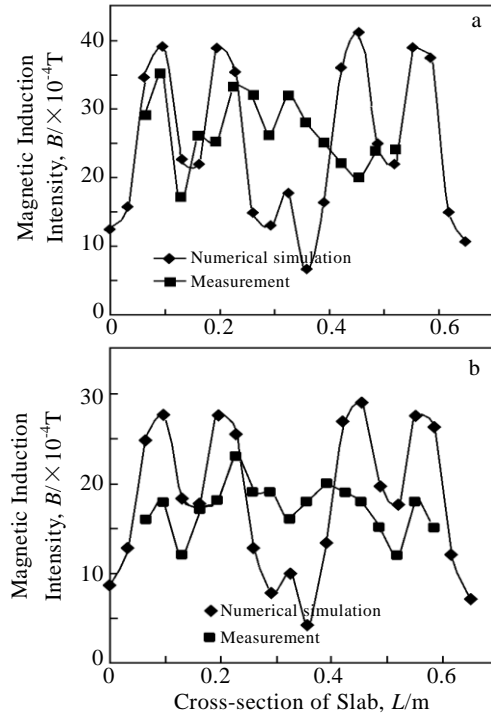 a
Magnetic Induction
Intensity, B/×10⁻⁴T
40
30
20
10
0
Numerical simulation
Measurement
0 0.2 0.4 0.6
b
Magnetic Induction
Intensity, B/×10⁻⁴T
30
20
10
0
Numerical simulation
Measurement
0 0.2 0.4 0.6
Cross-section of Slab, L/m